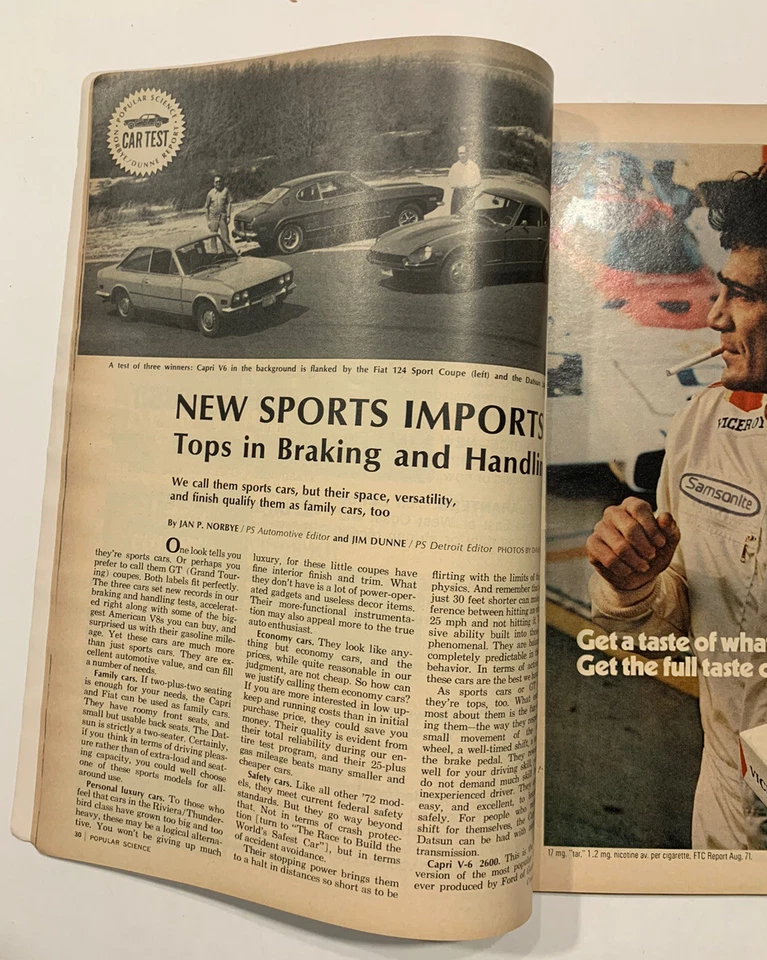 POPULAR SCIENCE
CAR TEST
NORBYE/DUNNE REPORT
A test of three winners: Capri V6 in the background is flanked by the Fiat 124 Sport Coupe (left) and the Datsun
NEW SPORTS IMPORTS
Tops in Braking and Handlin
We call them sports cars, but their space, versatility,
and finish qualify them as family cars, too
By JAN P. NORBYE / PS Automotive Editor and JIM DUNNE / PS Detroit Editor PHOTOS BY
One look tells you
they're sports cars. Or perhaps you
prefer to call them GT (Grand Tour-
ing) coupes. Both labels fit perfectly.
The three cars set new records in our
braking and handling tests, accelerat-
ed right along with some of the big-
gest American V8s you can buy, and
surprised us with their gasoline mile-
age. Yet these cars are much more
than just sports cars. They are ex-
cellent automotive value, and can fill
a number of needs.
Family cars. If two-plus-two seating
is enough for your needs, the Capri
and Fiat can be used as family cars.
They have roomy front seats, and
small but usable back seats. The Dat-
sun is strictly a two-seater. Certainly,
if you think in terms of driving pleas-
ure rather than of extra-load and seat-
ing capacity, you could well choose
one of these sports models for all-
around use.
Personal luxury cars. To those who
feel that cars in the Riviera/Thunder-
bird class have grown too big and too
heavy, these may be a logical alterna-
tive. You won't be giving up much
30 | POPULAR SCIENCE
luxury, for these little coupes have
fine interior finish and trim. What
they don't have is a lot of power-oper-
ated gadgets and useless decor items.
Their more-functional instrumenta-
tion may also appeal more to the true
auto enthusiast.
Economy cars. They look like any-
thing but economy cars, and the
prices, while quite reasonable in our
judgment, are not cheap. So how can
we justify calling them economy cars?
If you are more interested in low up-
keep and running costs than in initial
purchase price, they could save you
money. Their quality is evident from
their total reliability during our en-
tire test program, and their 25-plus
gas mileage beats many smaller and
cheaper cars.
Safety cars. Like all other '72 mod-
els, they meet current federal safety
standards. But they go way beyond
that. Not in terms of crash protec-
tion [turn to "The Race to Build the
World's Safest Car"], but in terms
of accident avoidance.
Their stopping power brings them
to a halt in distances so short as to be
flirting with the limits of
physics. And remember
just 30 feet shorter can
ference between hitting
25 mph and not hitting
sive ability built into
phenomenal. They are
completely predictable
behavior. In terms of
these cars are the best
As sports cars or
they're tops, too. What
most about them is the
ing them—the way they
small movement of the
wheel, a well-timed shift,
the brake pedal. They
well for your driving
do not demand much
inexperienced driver. They
easy, and excellent, to
safely. For people who
shift for themselves, the
Datsun can be had with
transmission.
Capri V-6 2600. This is
version of the most
ever produced by Ford of
VICEROY
Samsonite
Get a taste of wha
Get the full taste
VIC
17 mg. "tar," 1.2 mg. nicotine av. per cigarette, FTC Report Aug. 71.